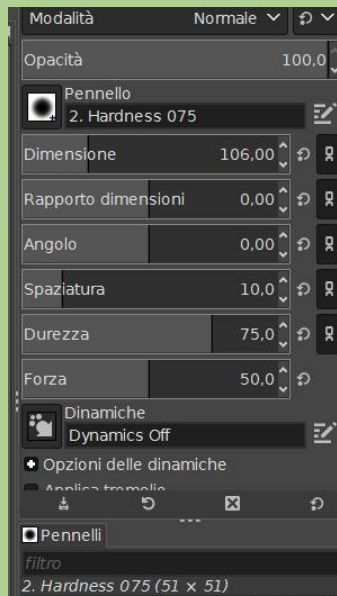 Modalità Normale
Opacità 100,0
Pennello
2. Hardness 075
Dimensione 106,00
Rapporto dimensioni 0,00
Angolo 0,00
Spaziatura 10,0
Durezza 75,0
Forza 50,0
Dinamiche
Dynamics Off
Opzioni delle dinamiche
Applica tremolio
Pennelli
filtro
2. Hardness 075 (51 × 51)